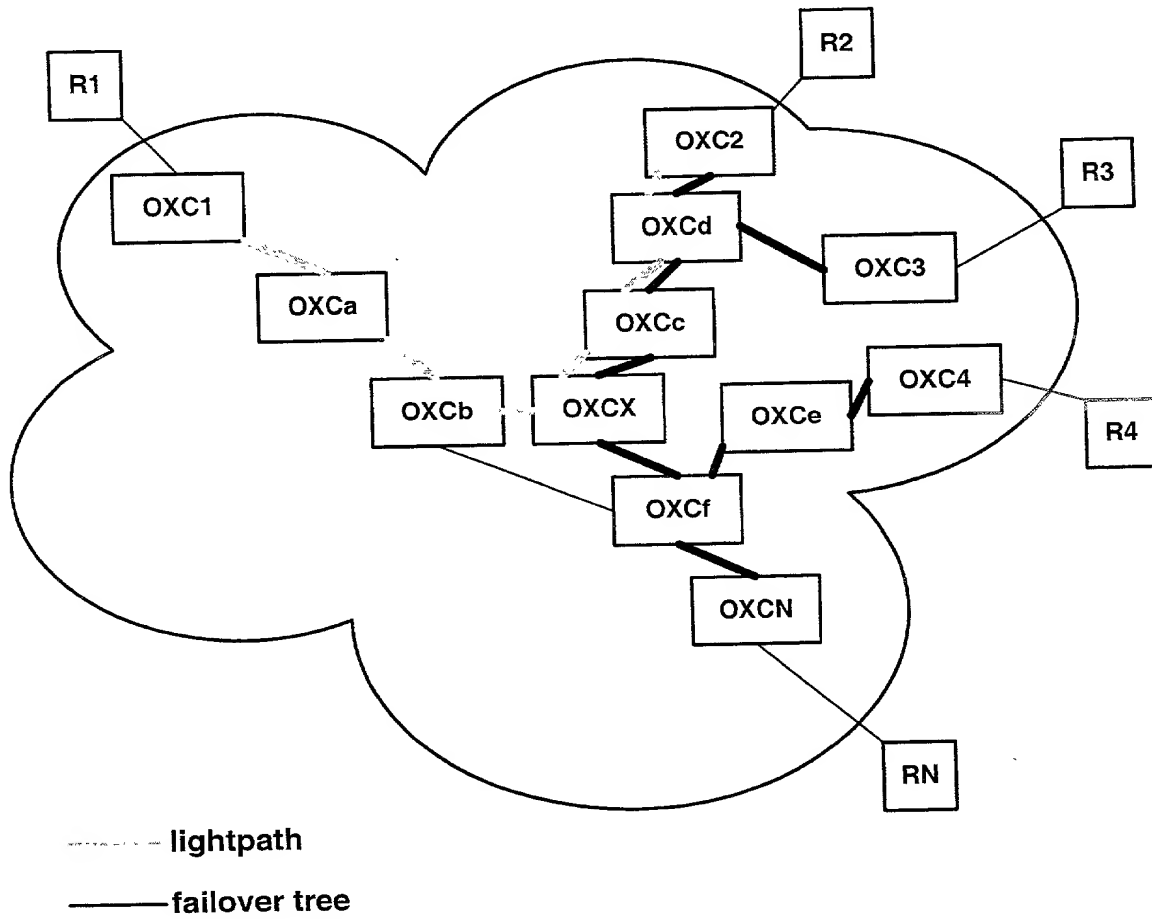 R2
R1
OXC2
R3
OXC1
OXCd
OXC3
OXCa
OXCc
OXC4
OXCb
OXCX
OXCe
R4
OXCf
OXCN
RN
lightpath
failover tree